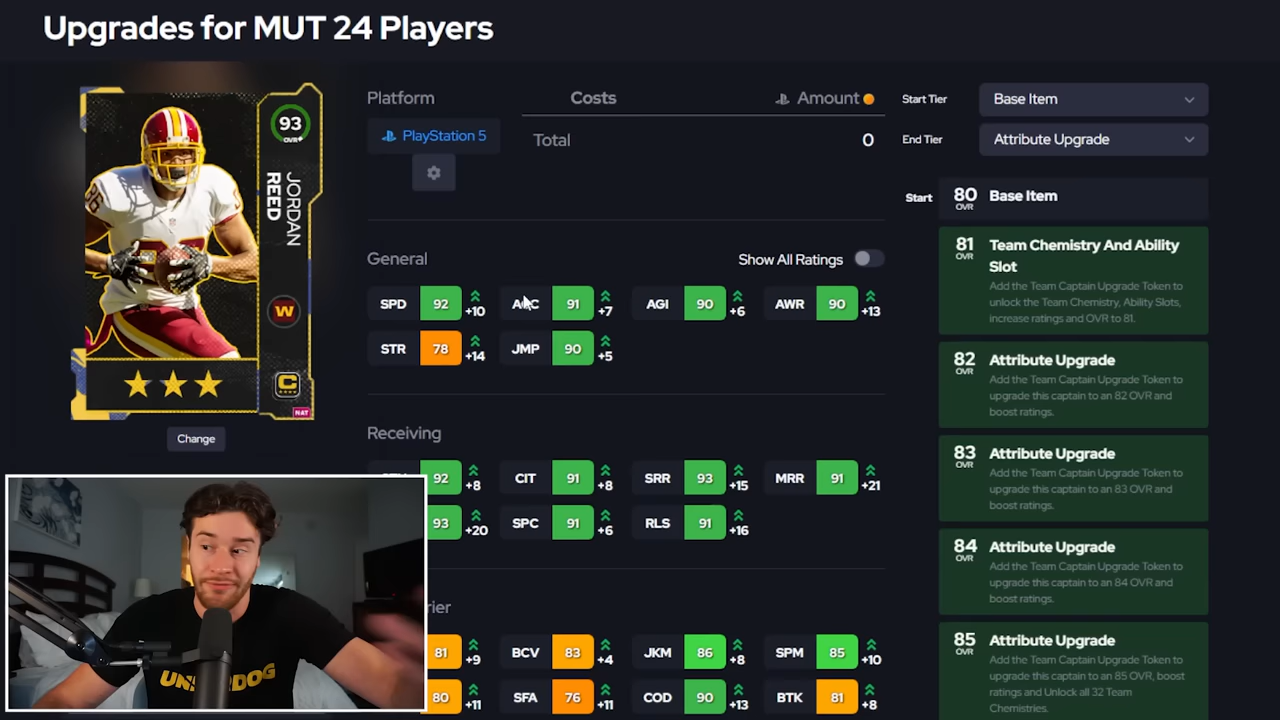 Upgrades for MUT 24 Players
93
OVR+
JORDAN
REED
W
C
NAT
Change
Platform
Costs
Amount
PlayStation 5
Total
0
Start Tier
Base Item
End Tier
Attribute Upgrade
General
Show All Ratings
SPD 92 +10
91 +7
AGI 90 +6
AWR 90 +13
STR 78 +14
JMP 90 +5
Receiving
92 +8
CIT 91 +8
SRR 93 +15
MRR 91 +21
93 +20
SPC 91 +6
RLS 91 +16
81 +9
BCV 83 +4
JKM 86 +8
SPM 85 +10
80 +11
SFA 76 +11
COD 90 +13
BTK 81 +8
Start
80
OVR
Base Item
81
OVR
Team Chemistry And Ability
Slot
Add the Team Captain Upgrade Token to
unlock the Team Chemistry, Ability Slots,
increase ratings and OVR to 81.
82
OVR
Attribute Upgrade
Add the Team Captain Upgrade Token to
upgrade this captain to an 82 OVR and
boost ratings.
83
OVR
Attribute Upgrade
Add the Team Captain Upgrade Token to
upgrade this captain to an 83 OVR and
boost ratings.
84
OVR
Attribute Upgrade
Add the Team Captain Upgrade Token to
upgrade this captain to an 84 OVR and
boost ratings.
85
OVR
Attribute Upgrade
Add the Team Captain Upgrade Token to
upgrade this captain to an 85 OVR, boost
ratings and Unlock all 32 Team
Chemistries.